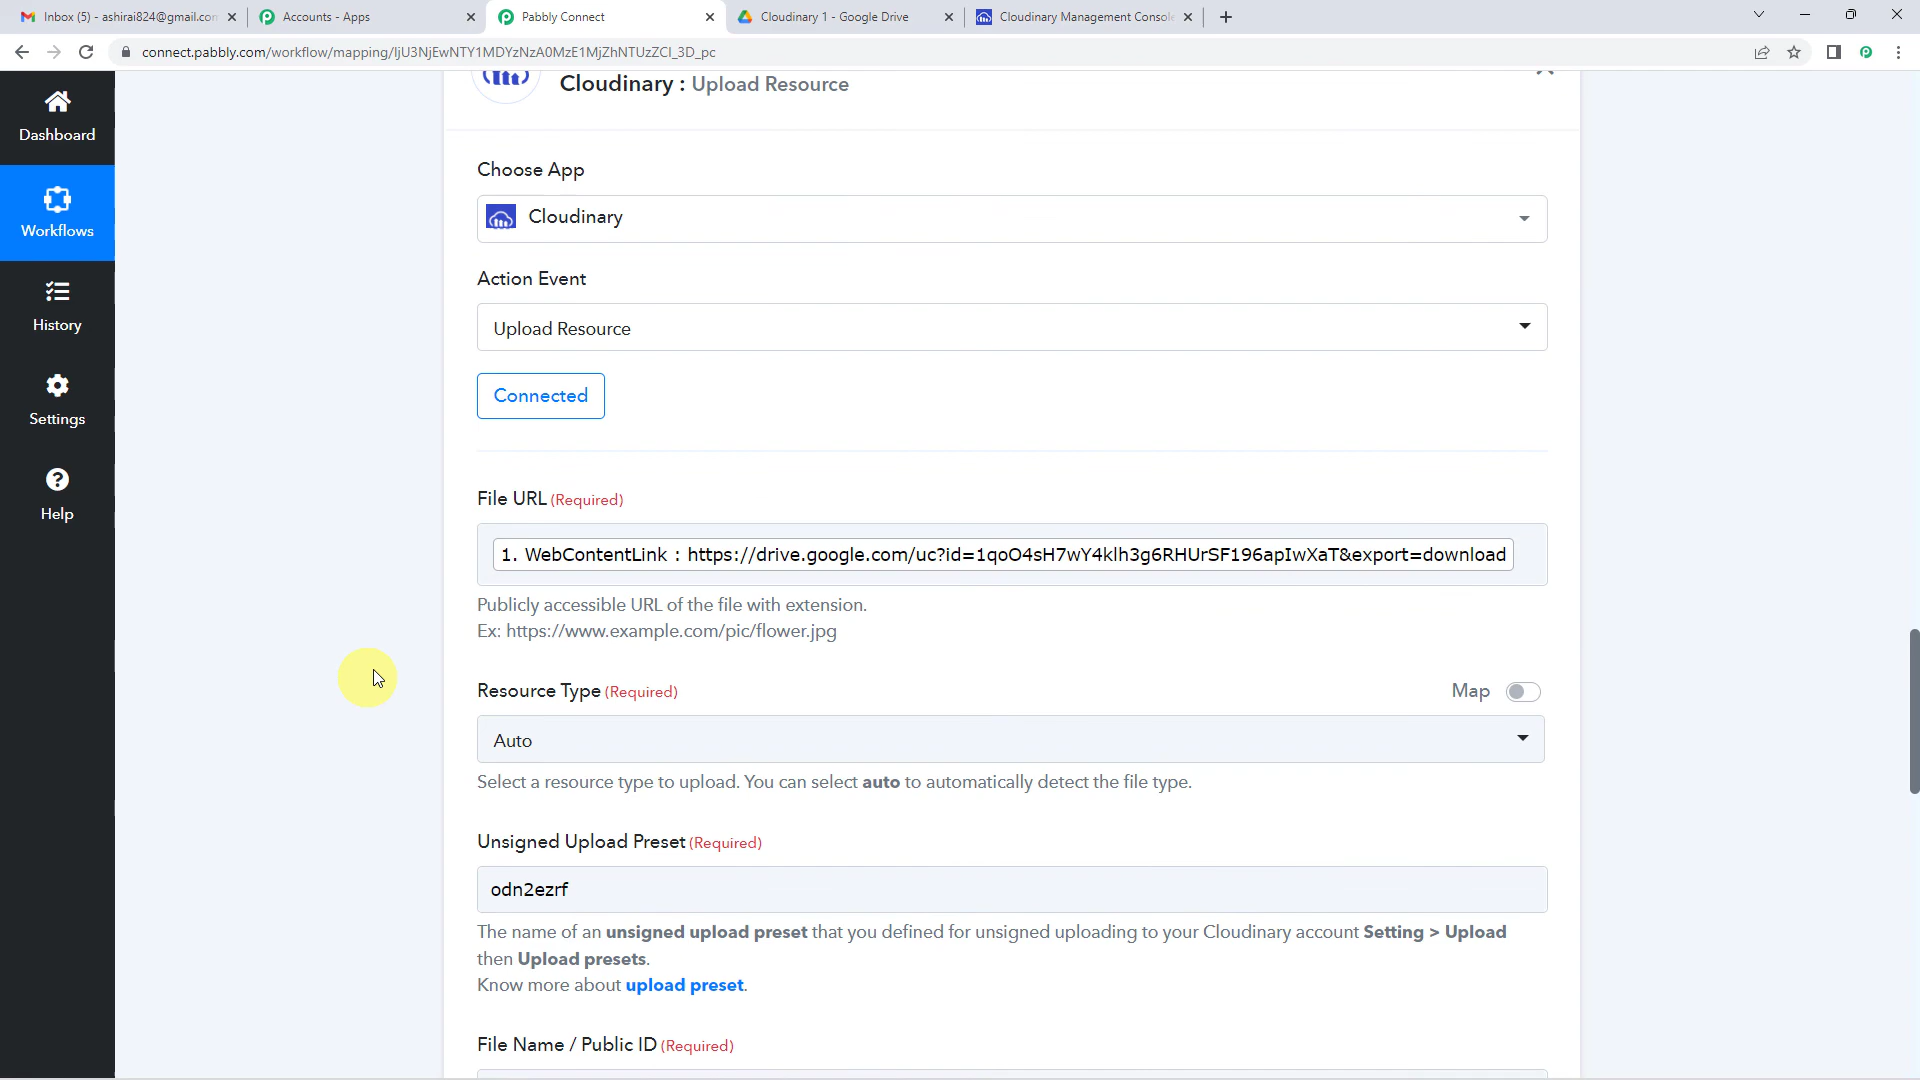 Inbox (5) - ashirai824@gmail.con
Accounts - Apps
Pabbly Connect
Cloudinary 1 - Google Drive
Cloudinary Management Console
connect.pabbly.com/workflow/mapping/IjU3NjEwNTY1MDYzNzA0MzE1MjZhNTUzZCI_3D_pc
Dashboard
Workflows
History
Settings
Help
Cloudinary : Upload Resource
Choose App
Cloudinary
Action Event
Upload Resource
Connected
File URL (Required)
1. WebContentLink : https://drive.google.com/uc?id=1qoO4sH7wY4klh3g6RHUrSF196apIwXaT&export=download
Publicly accessible URL of the file with extension.
Ex: https://www.example.com/pic/flower.jpg
Resource Type (Required)
Map
Auto
Select a resource type to upload. You can select auto to automatically detect the file type.
Unsigned Upload Preset (Required)
odn2ezrf
The name of an unsigned upload preset that you defined for unsigned uploading to your Cloudinary account Setting > Upload
then Upload presets.
Know more about upload preset.
File Name / Public ID (Required)